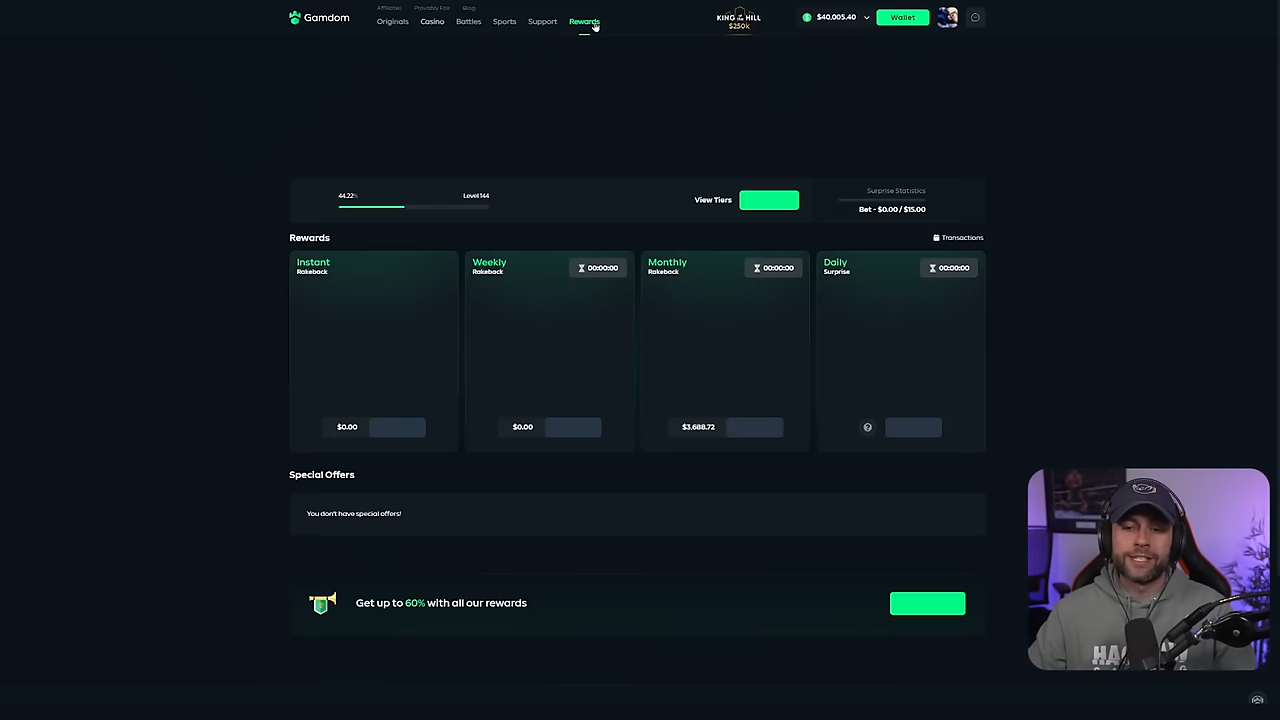 Affiliates Provably Fair Blog
Gamdom
Originals Casino Battles Sports Support Rewards
KING OF THE HILL
$250k
$40,005.40
Wallet
44.22%
Level 144
View Tiers
Surprise Statistics
Bet - $0.00 / $15.00
Rewards
Transactions
Instant
Rakeback
$0.00
Weekly
Rakeback
00:00:00
$0.00
Monthly
Rakeback
00:00:00
$3,688.72
Daily
Surprise
00:00:00
Special Offers
You don't have special offers!
Get up to 60% with all our rewards